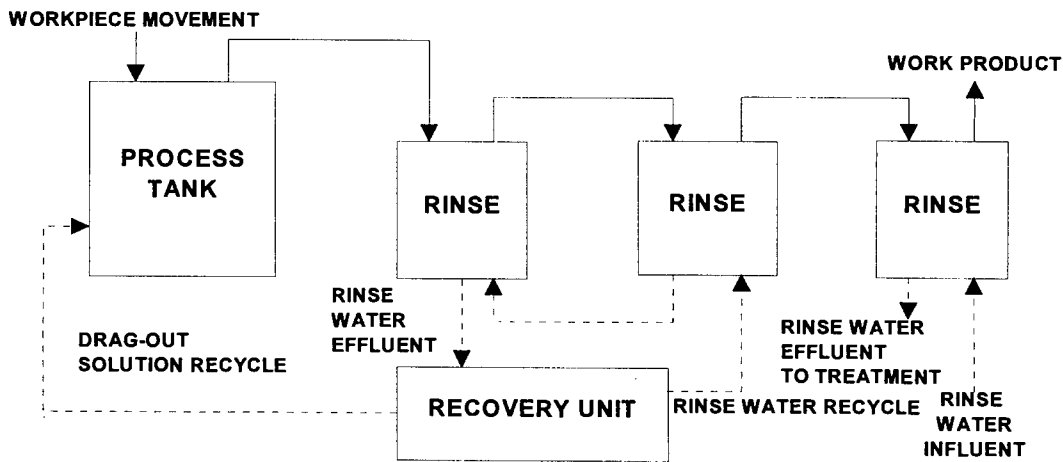 WORKPIECE MOVEMENT
WORK PRODUCT
PROCESS
TANK
RINSE
RINSE
RINSE
RINSE
WATER
EFFLUENT
DRAG-OUT
SOLUTION RECYCLE
RINSE WATER
EFFLUENT
TO TREATMENT
RECOVERY UNIT
RINSE WATER RECYCLE
RINSE
WATER
INFLUENT